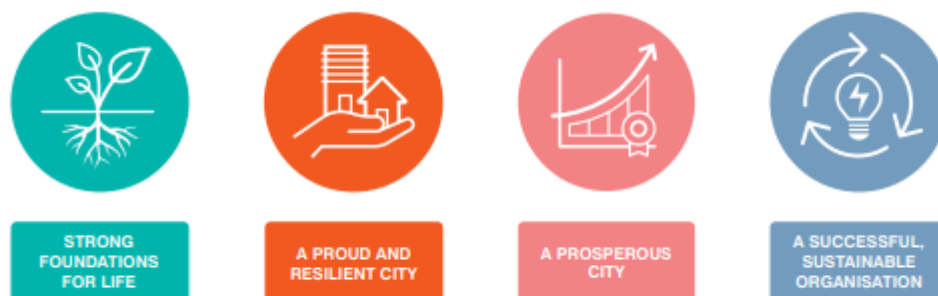 STRONG
FOUNDATIONS
FOR LIFE
A PROUD AND
RESILIENT CITY
A PROSPEROUS
CITY
A SUCCESSFUL,
SUSTAINABLE
ORGANISATION